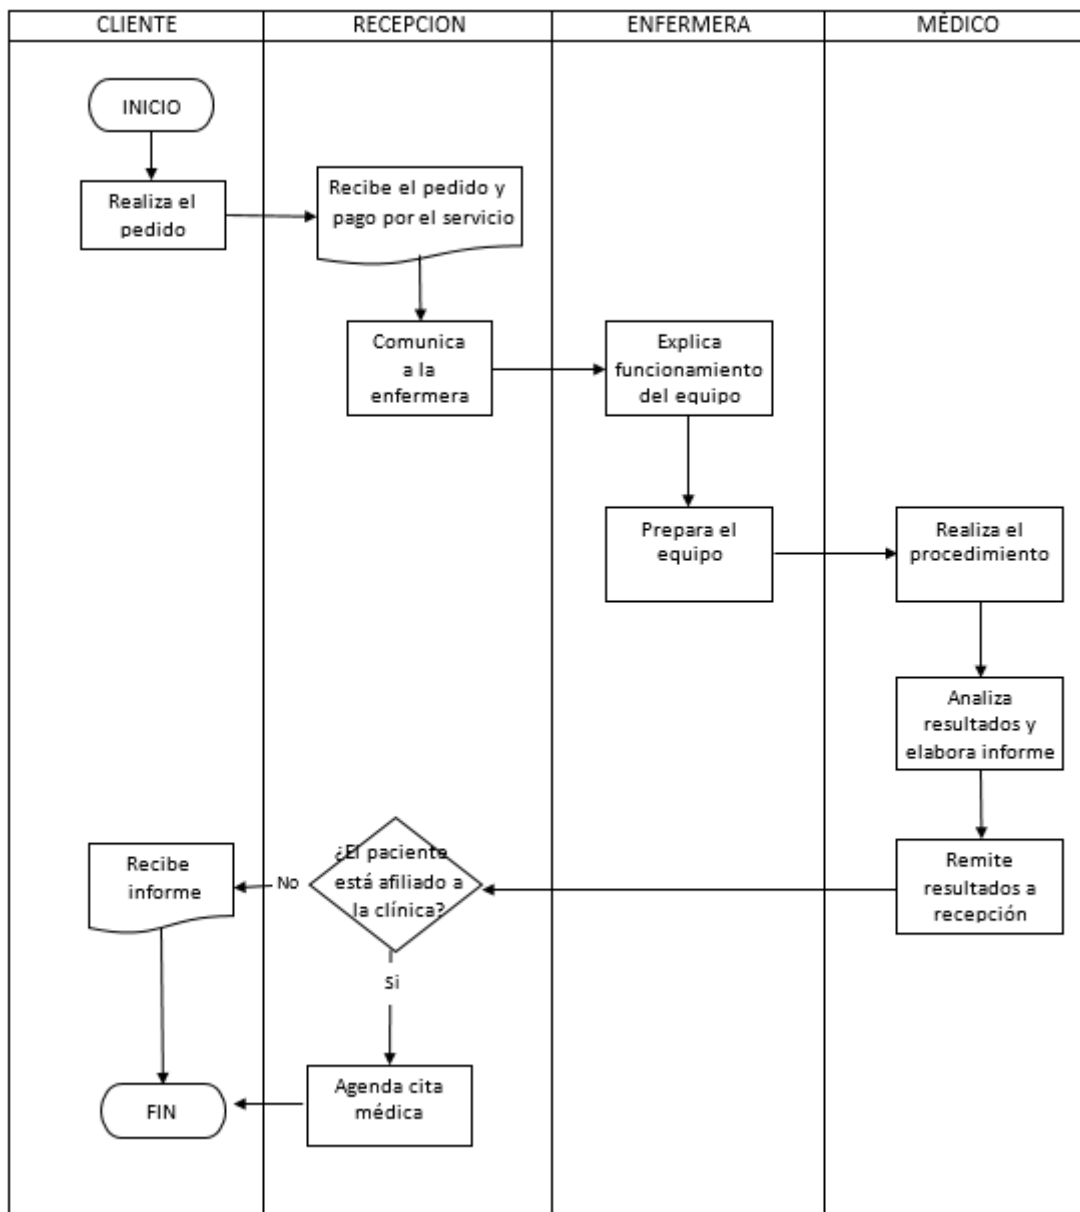 CLIENTE
RECEPCION
ENFERMERA
MÉDICO
INICIO
Realiza el
pedido
Recibe el pedido y
pago por el servicio
Comunica
a la
enfermera
Explica
funcionamiento
del equipo
Prepara el
equipo
Realiza el
procedimiento
Analiza
resultados y
elabora informe
Remite
resultados a
recepción
¿El paciente
está afiliado a
la clínica?
No
Recibe
informe
Si
Agenda cita
médica
FIN